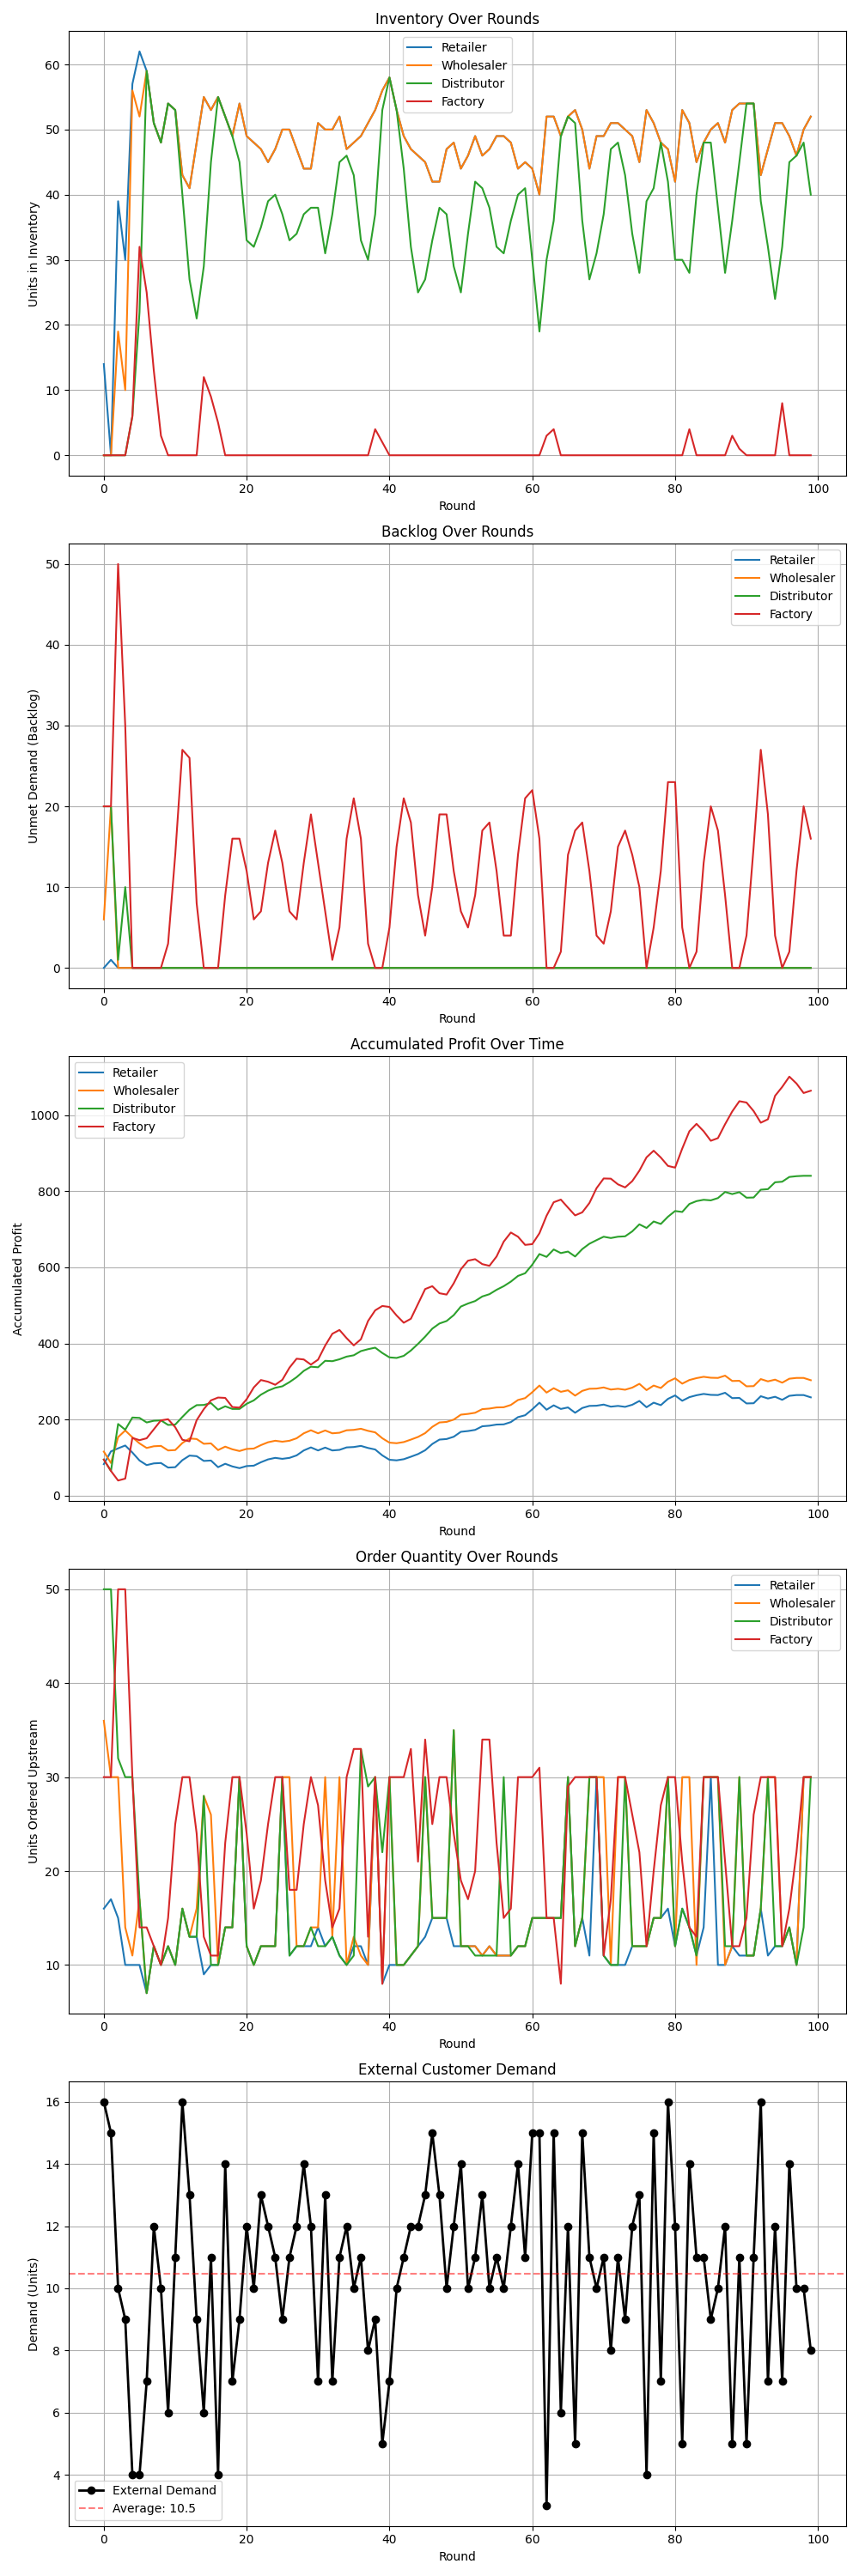 Inventory Over Rounds
Units in Inventory
60
50
40
30
20
10
0
Retailer
Wholesaler
Distributor
Factory
0 20 40 60 80 100
Round
Backlog Over Rounds
Unmet Demand (Backlog)
50
40
30
20
10
0
Retailer
Wholesaler
Distributor
Factory
0 20 40 60 80 100
Round
Accumulated Profit Over Time
Accumulated Profit
1000
800
600
400
200
0
Retailer
Wholesaler
Distributor
Factory
0 20 40 60 80 100
Round
Order Quantity Over Rounds
Units Ordered Upstream
50
40
30
20
10
Retailer
Wholesaler
Distributor
Factory
0 20 40 60 80 100
Round
External Customer Demand
Demand (Units)
16
14
12
10
8
6
4
External Demand
Average: 10.5
0 20 40 60 80 100
Round